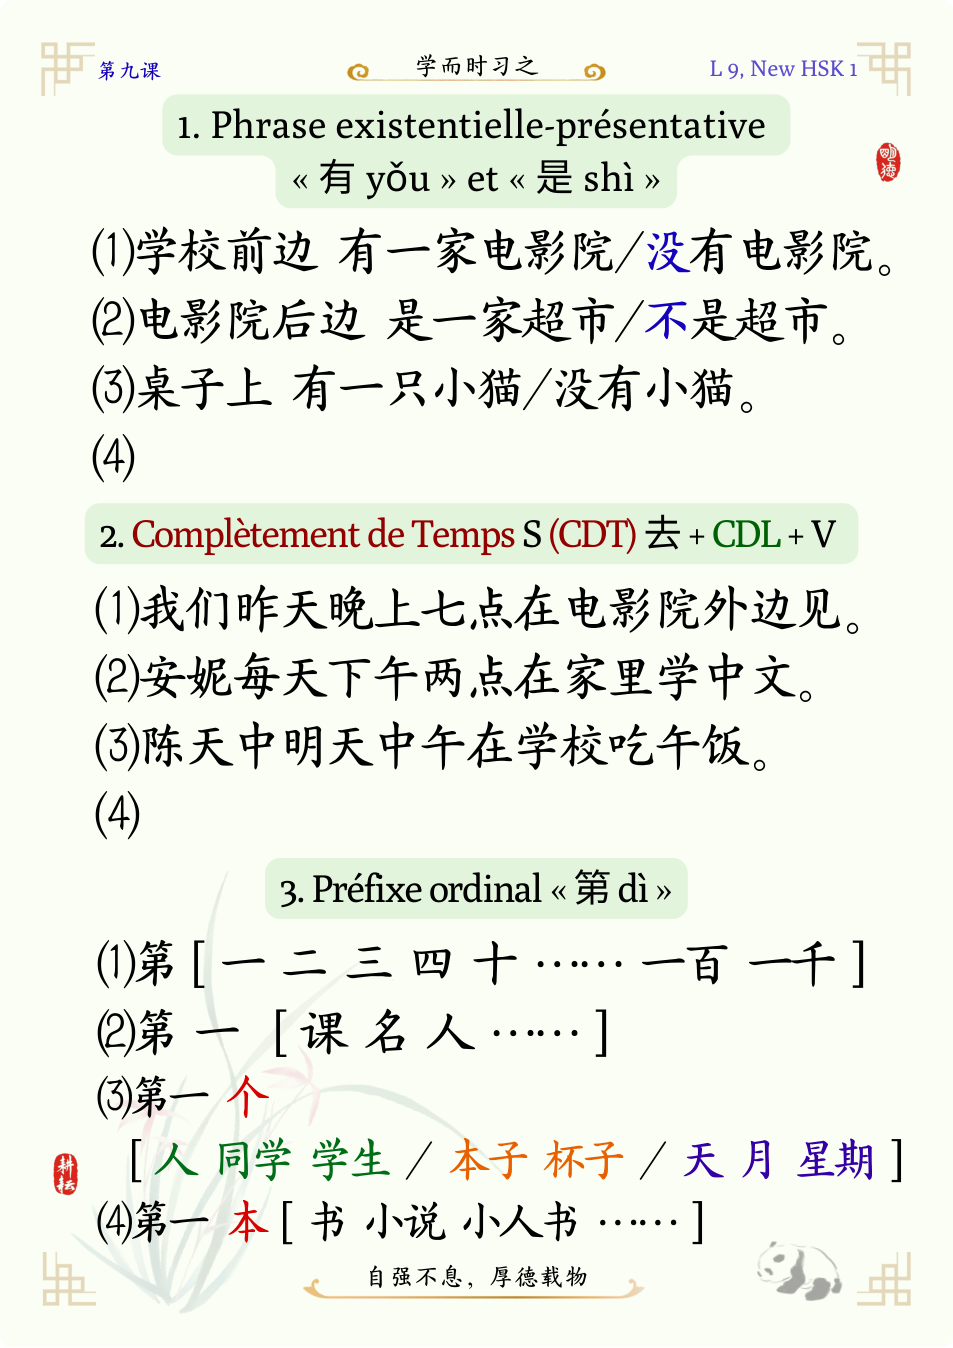 第九课
学而时习之
L 9, New HSK 1
1. Phrase existentielle-présentative
« 有 yǒu » et « 是 shì »
明德
(1)学校前边 有一家电影院/没有电影院。
(2)电影院后边 是一家超市/不是超市。
(3)桌子上 有一只小猫/没有小猫。
(4)
2. Complètement de Temps S (CDT) 去 + CDL + V
(1)我们昨天晚上七点在电影院外边见。
(2)安妮每天下午两点在家里学中文。
(3)陈天中明天中午在学校吃午饭。
(4)
3. Préfixe ordinal « 第 dì »
(1)第 [ 一 二 三 四 十 …… 一百 一千 ]
(2)第 一 [ 课 名 人 …… ]
(3)第一 个
[ 人 同学 学生 / 本子 杯子 / 天 月 星期 ]
耕耘
(4)第一 本 [ 书 小说 小人书 …… ]
自强不息，厚德载物